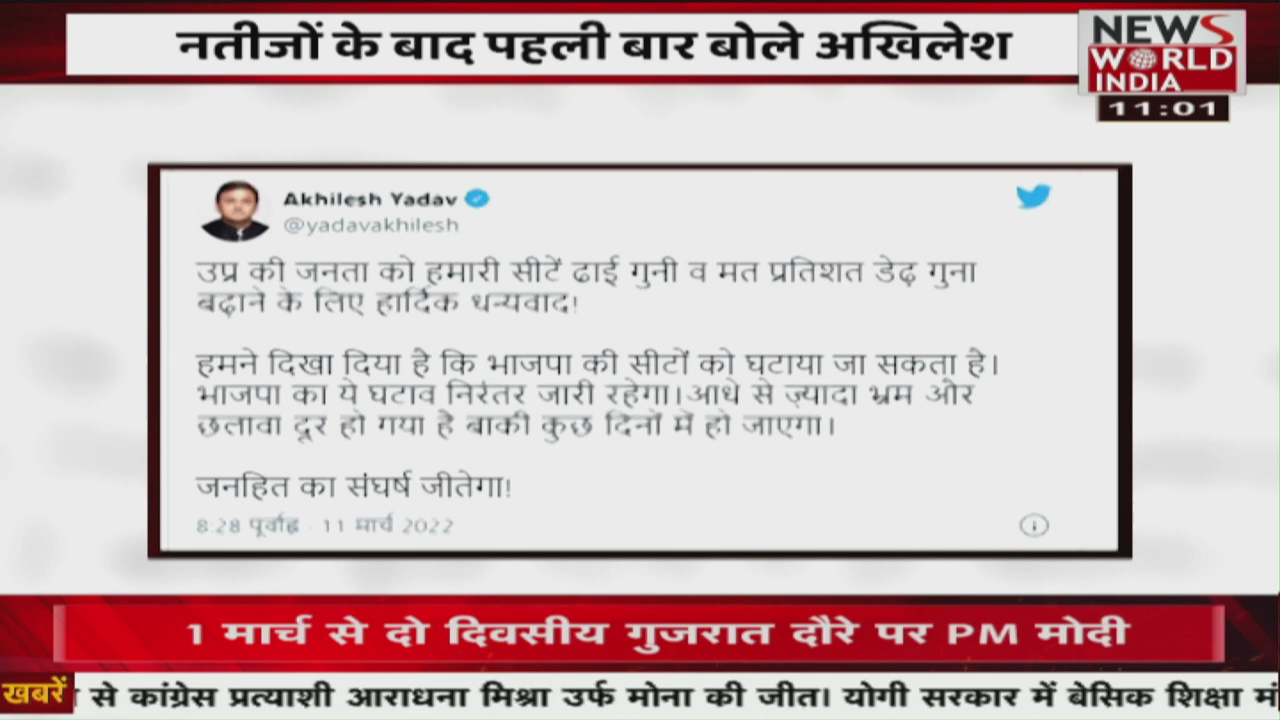 नतीजों के बाद पहली बार बोले अखिलेश
NEWS
WORLD
INDIA
11:01
Akhilesh Yadav
@yadavakhilesh
उप्र की जनता को हमारी सीटें ढाई गुनी व मत प्रतिशत डेढ़ गुना
बढ़ाने के लिए हार्दिक धन्यवाद!
हमने दिखा दिया है कि भाजपा की सीटों को घटाया जा सकता है।
भाजपा का ये घटाव निरंतर जारी रहेगा।आधे से ज़्यादा भ्रम और
छलावा दूर हो गया है बाकी कुछ दिनों में हो जाएगा।
जनहित का संघर्ष जीतेगा!
8:28 पूर्वाह्न · 11 मार्च 2022
1 मार्च से दो दिवसीय गुजरात दौरे पर PM मोदी
खबरें
से कांग्रेस प्रत्याशी आराधना मिश्रा उर्फ मोना की जीत। योगी सरकार में बेसिक शिक्षा